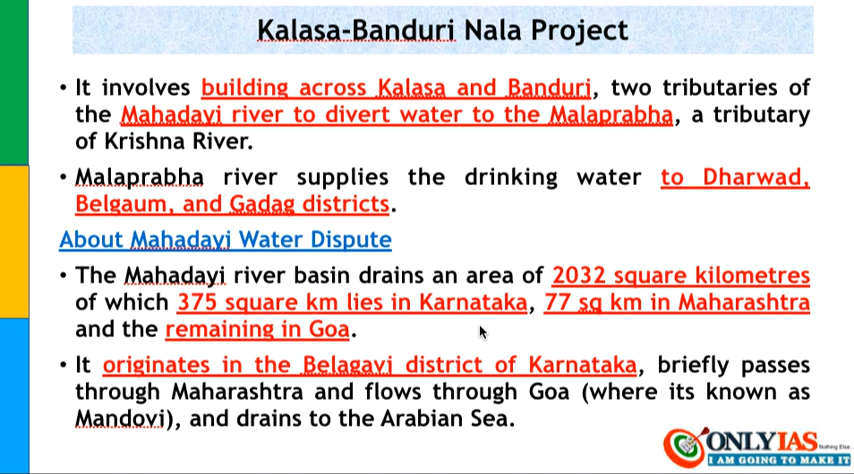 Kalasa-Banduri Nala Project
• It involves building across Kalasa and Banduri, two tributaries of
the Mahadayi river to divert water to the Malaprabha, a tributary
of Krishna River.
• Malaprabha river supplies the drinking water to Dharwad,
Belgaum, and Gadag districts.
About Mahadayi Water Dispute
• The Mahadayi river basin drains an area of 2032 square kilometres
of which 375 square km lies in Karnataka, 77 sq km in Maharashtra
and the remaining in Goa.
• It originates in the Belagavi district of Karnataka, briefly passes
through Maharashtra and flows through Goa (where its known as
Mandovi), and drains to the Arabian Sea.
ONLYIAS Nothing Else..
I AM GOING TO MAKE IT